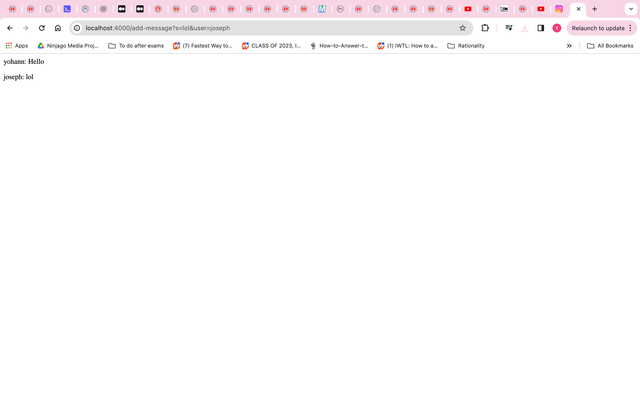 localhost:4000/add-message?s=lol&user=joseph
Relaunch to update
Apps
Ninjago Media Proj...
To do after exams
(7) Fastest Way to...
CLASS OF 2023, I...
How-to-Answer-t...
(1) IWTL: How to a...
Rationality
»
All Bookmarks
yohann: Hello
joseph: lol